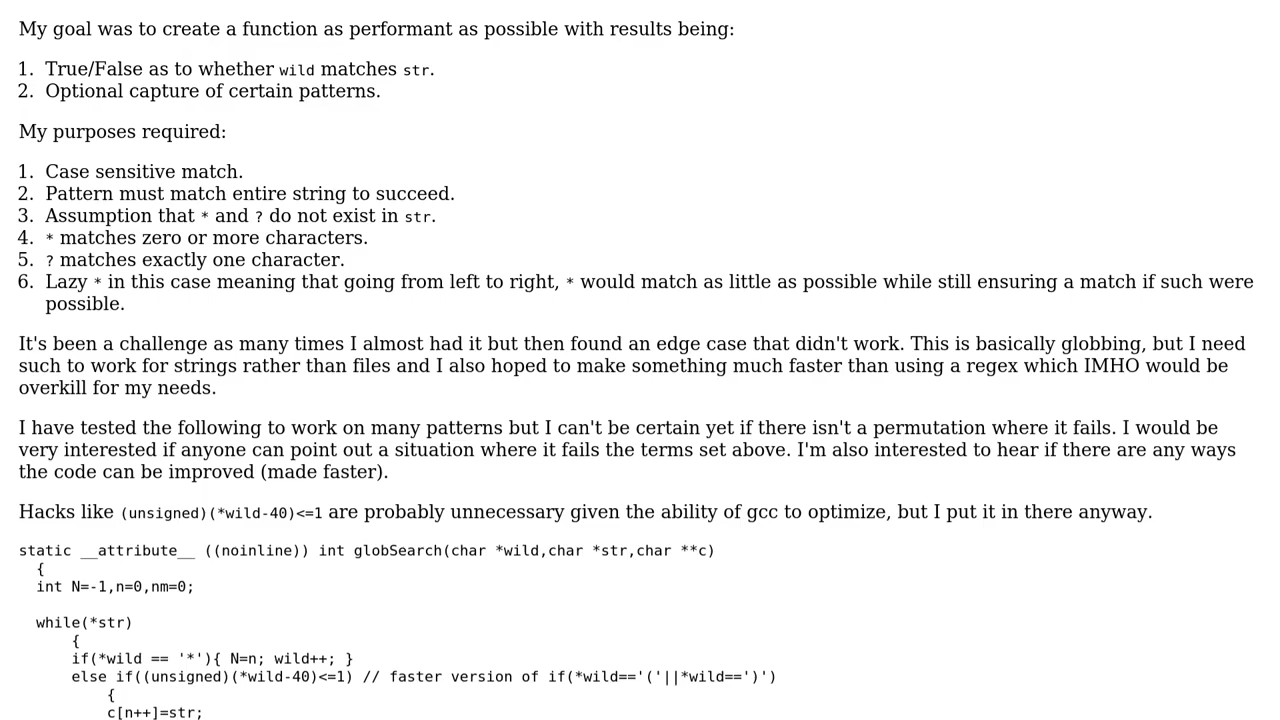 My goal was to create a function as performant as possible with results being:
1. True/False as to whether wild matches str.
2. Optional capture of certain patterns.
My purposes required:
1. Case sensitive match.
2. Pattern must match entire string to succeed.
3. Assumption that * and ? do not exist in str.
4. * matches zero or more characters.
5. ? matches exactly one character.
6. Lazy * in this case meaning that going from left to right, * would match as little as possible while still ensuring a match if such were
possible.
It's been a challenge as many times I almost had it but then found an edge case that didn't work. This is basically globbing, but I need
such to work for strings rather than files and I also hoped to make something much faster than using a regex which IMHO would be
overkill for my needs.
I have tested the following to work on many patterns but I can't be certain yet if there isn't a permutation where it fails. I would be
very interested if anyone can point out a situation where it fails the terms set above. I'm also interested to hear if there are any ways
the code can be improved (made faster).
Hacks like (unsigned)(*wild-40)<=1 are probably unnecessary given the ability of gcc to optimize, but I put it in there anyway.
static __attribute__ ((noinline)) int globSearch(char *wild,char *str,char **c)
  {
  int N=-1,n=0,nm=0;
  while(*str)
      {
      if(*wild == '*'){ N=n; wild++; }
      else if((unsigned)(*wild-40)<=1) // faster version of if(*wild=='('||*wild==')')
          {
          c[n++]=str;